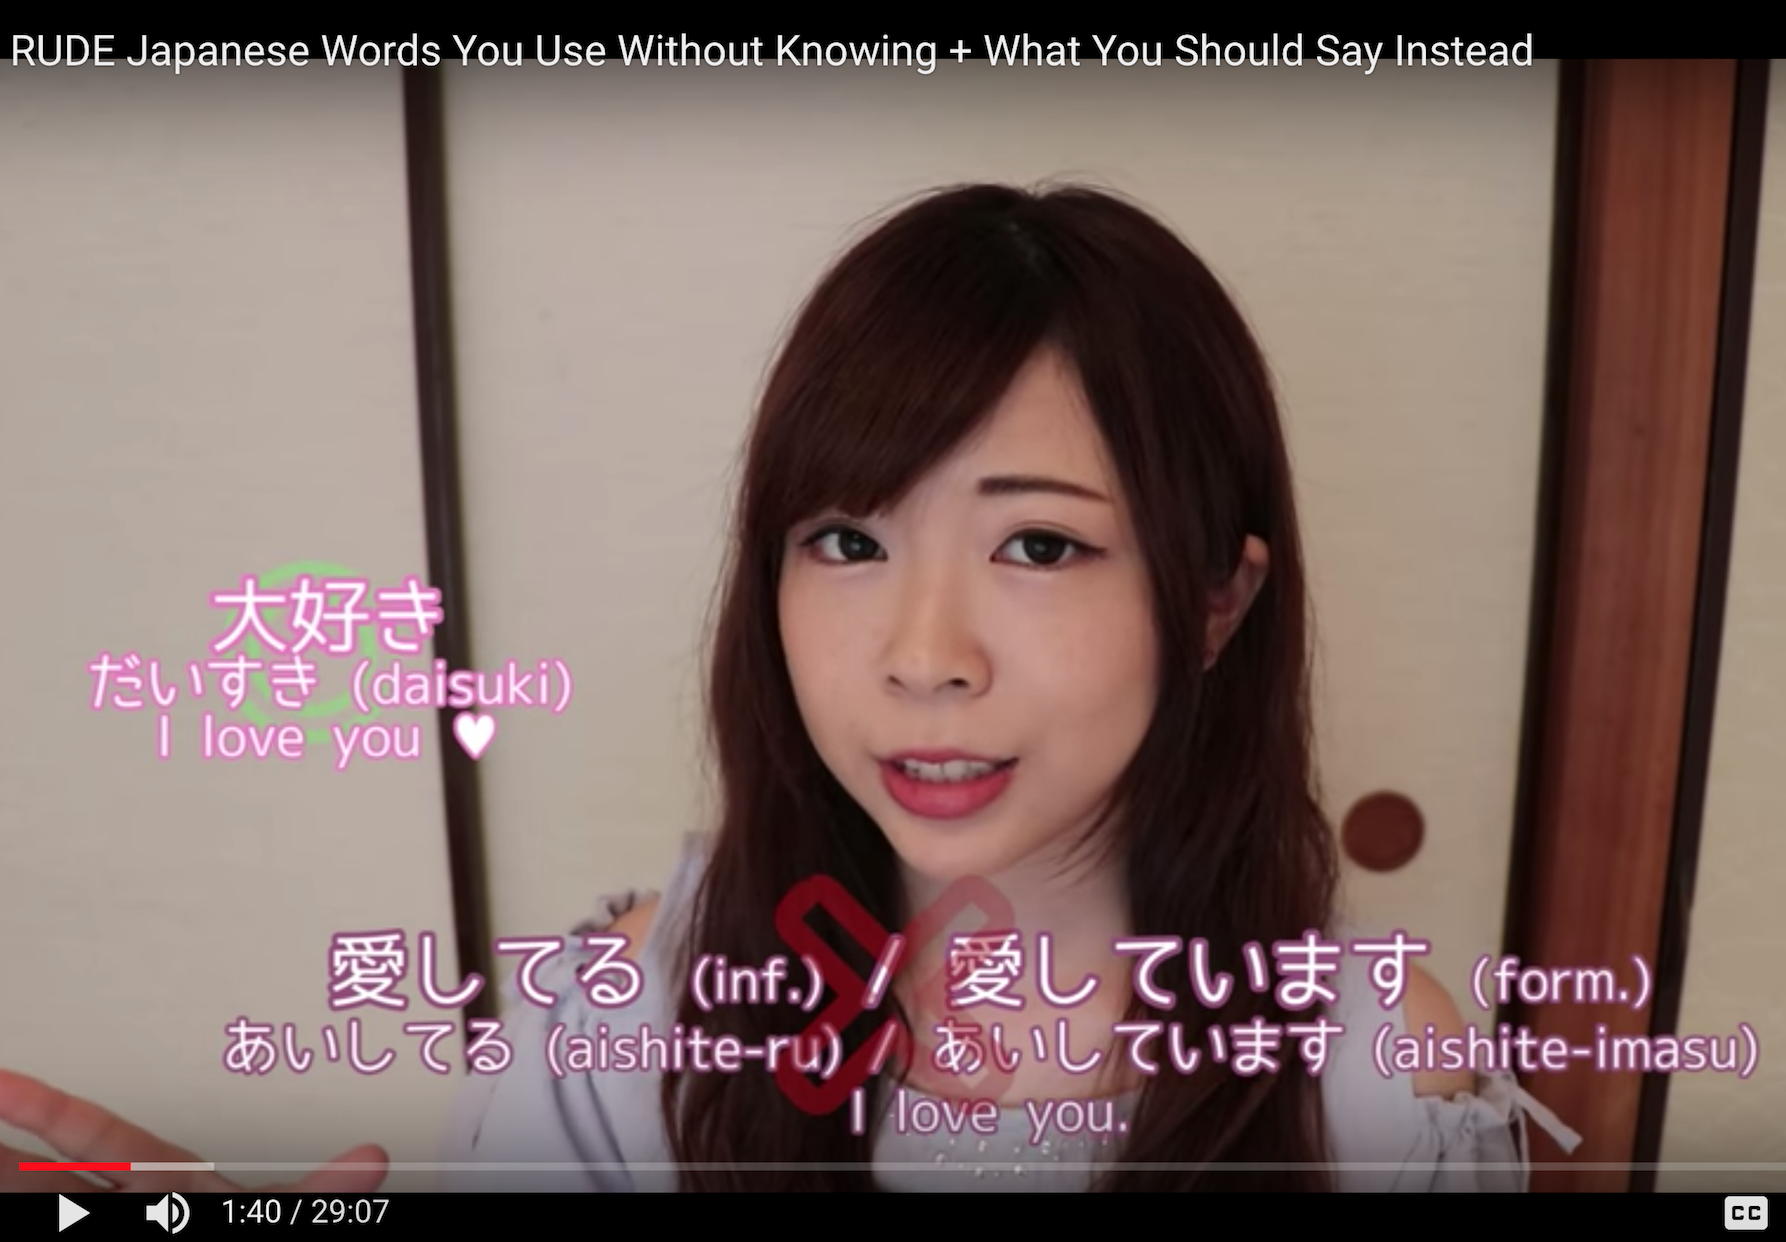 RUDE Japanese Words You Use Without Knowing + What You Should Say Instead
大好き
だいすき (daisuki)
I love you ♥
愛してる (inf.) / 愛しています (form.)
あいしてる (aishite-ru) / あいしています (aishite-imasu)
I love you.
1:40 / 29:07
CC